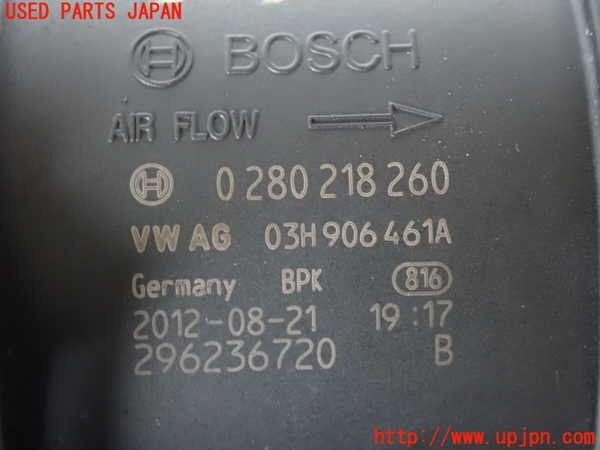 USED PARTS JAPAN
BOSCH
AIR FLOW
0 280 218 260
VW AG 03H 906 461A
Germany BPK 816
2012-08-21 19:17
296236720 B
http://www.upjpn.com/